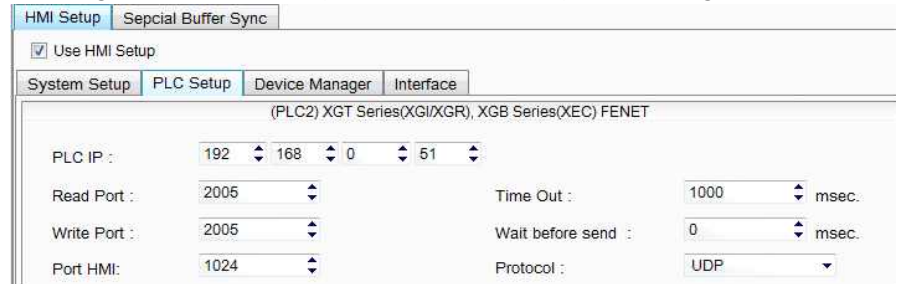 HMI Setup Sepcial Buffer Sync
Use HMI Setup
System Setup PLC Setup Device Manager Interface
(PLC2) XGT Series(XGI/XGR), XGB Series(XEC) FENET
PLC IP : 192 168 0 51
Read Port : 2005 Time Out : 1000 msec.
Write Port : 2005 Wait before send : 0 msec.
Port HMI: 1024 Protocol : UDP